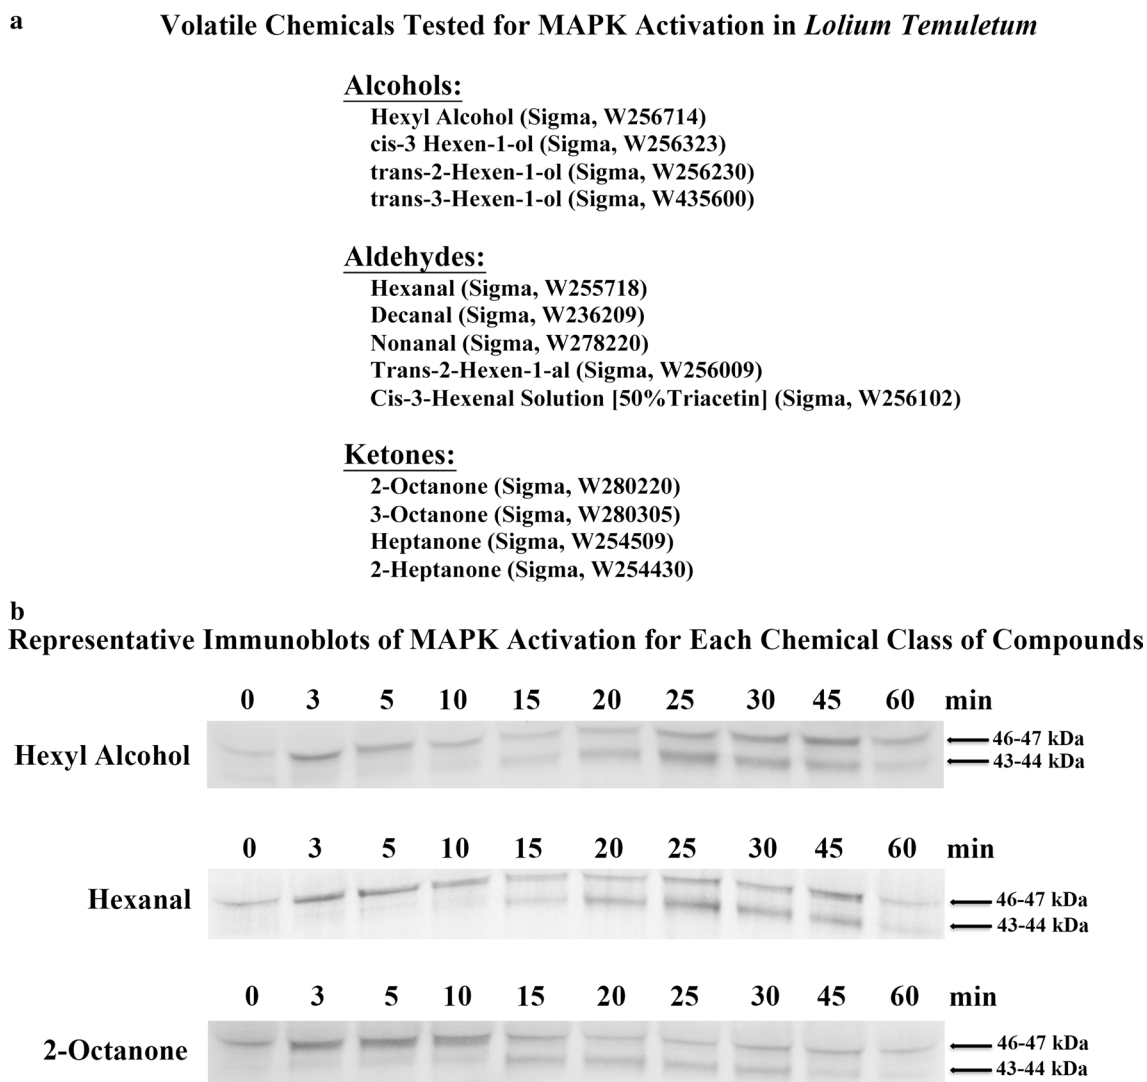 a
Volatile Chemicals Tested for MAPK Activation in Lolium Temuletum
Alcohols:
Hexyl Alcohol (Sigma, W256714)
cis-3 Hexen-1-ol (Sigma, W256323)
trans-2-Hexen-1-ol (Sigma, W256230)
trans-3-Hexen-1-ol (Sigma, W435600)
Aldehydes:
Hexanal (Sigma, W255718)
Decanal (Sigma, W236209)
Nonanal (Sigma, W278220)
Trans-2-Hexen-1-al (Sigma, W256009)
Cis-3-Hexenal Solution [50%Triacetin] (Sigma, W256102)
Ketones:
2-Octanone (Sigma, W280220)
3-Octanone (Sigma, W280305)
Heptanone (Sigma, W254509)
2-Heptanone (Sigma, W254430)
b
Representative Immunoblots of MAPK Activation for Each Chemical Class of Compounds
0 3 5 10 15 20 25 30 45 60 min
Hexyl Alcohol
46-47 kDa
43-44 kDa
0 3 5 10 15 20 25 30 45 60 min
Hexanal
46-47 kDa
43-44 kDa
0 3 5 10 15 20 25 30 45 60 min
2-Octanone
46-47 kDa
43-44 kDa